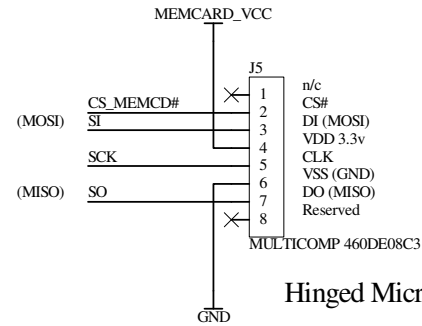 MEMCARD_VCC
J5
1 n/c
CS_MEMCD# 2 CS#
(MOSI) SI 3 DI (MOSI)
4 VDD 3.3v
SCK 5 CLK
6 VSS (GND)
(MISO) SO 7 DO (MISO)
8 Reserved
MULTICOMP 460DE08C3
Hinged Micr
GND